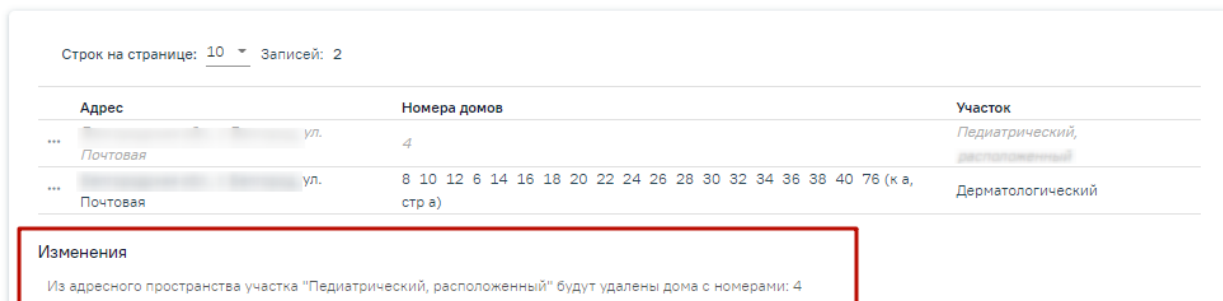 Строк на странице: 10 Записей: 2
Адрес Номера домов Участок
... ул. Почтовая 4 Педиатрический,
... ул. Почтовая 8 10 12 6 14 16 18 20 22 24 26 28 30 32 34 36 38 40 76 (к а, стр а) Дерматологический
Изменения
Из адресного пространства участка "Педиатрический, расположенный" будут удалены дома с номерами: 4